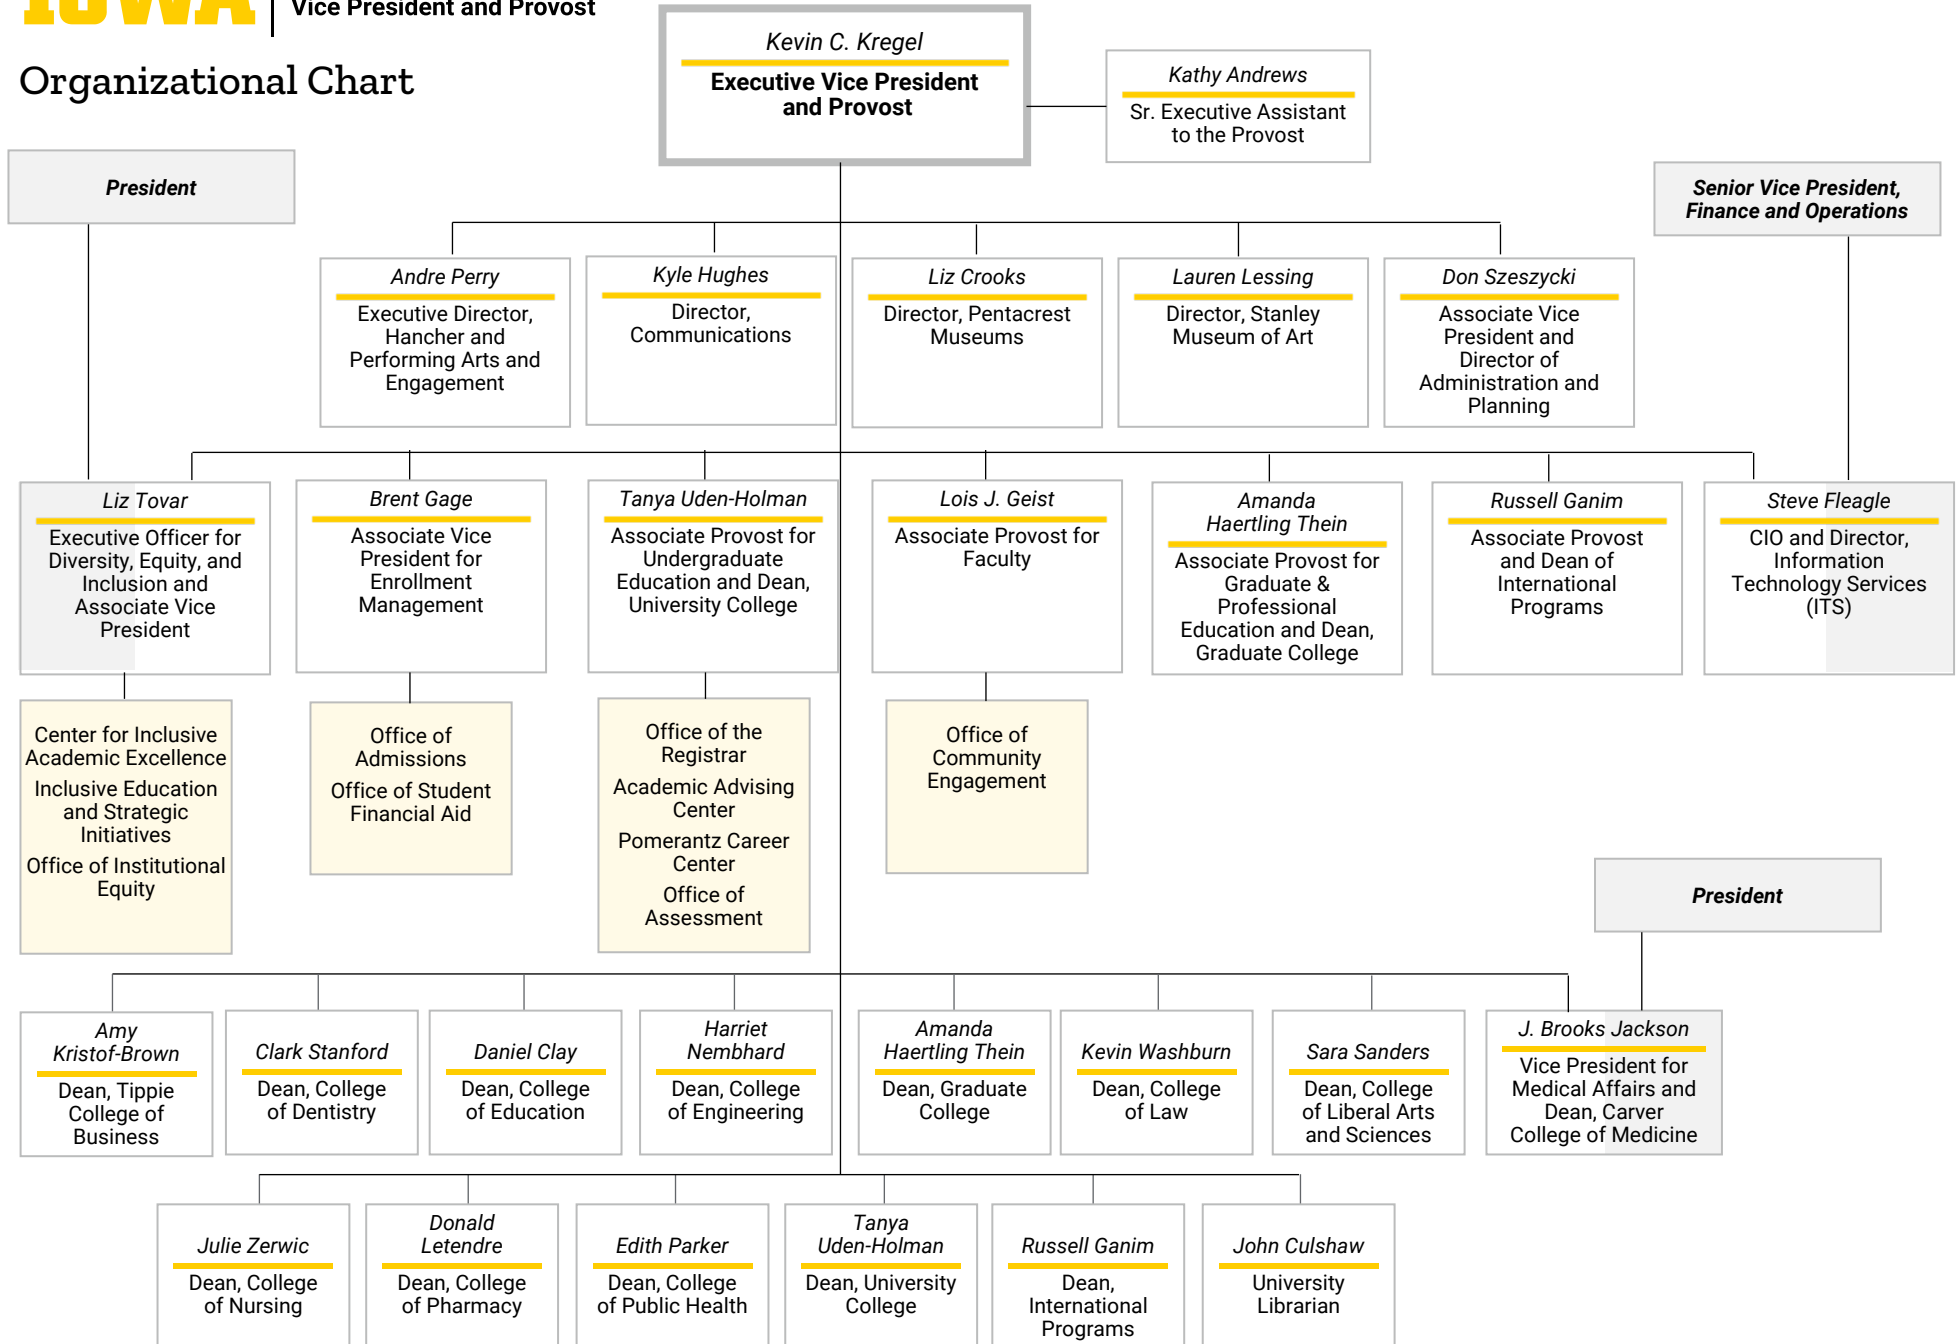 IOWA
Vice President and Provost
Organizational Chart
Kevin C. Kregel
Executive Vice President
and Provost
Kathy Andrews
Sr. Executive Assistant
to the Provost
President
Senior Vice President,
Finance and Operations
Andre Perry
Executive Director,
Hancher and
Performing Arts and
Engagement
Kyle Hughes
Director,
Communications
Liz Crooks
Director, Pentacrest
Museums
Lauren Lessing
Director, Stanley
Museum of Art
Don Szeszycki
Associate Vice
President and
Director of
Administration and
Planning
Liz Tovar
Executive Officer for
Diversity, Equity, and
Inclusion and
Associate Vice
President
Brent Gage
Associate Vice
President for
Enrollment
Management
Tanya Uden-Holman
Associate Provost for
Undergraduate
Education and Dean,
University College
Lois J. Geist
Associate Provost for
Faculty
Amanda
Haertling Thein
Associate Provost for
Graduate &
Professional
Education and Dean,
Graduate College
Russell Ganim
Associate Provost
and Dean of
International
Programs
Steve Fleagle
CIO and Director,
Information
Technology Services
(ITS)
Center for Inclusive
Academic Excellence
Inclusive Education
and Strategic
Initiatives
Office of Institutional
Equity
Office of
Admissions
Office of Student
Financial Aid
Office of the
Registrar
Academic Advising
Center
Pomerantz Career
Center
Office of
Assessment
Office of
Community
Engagement
President
Amy
Kristof-Brown
Dean, Tippie
College of
Business
Clark Stanford
Dean, College
of Dentistry
Daniel Clay
Dean, College
of Education
Harriet
Nembhard
Dean, College
of Engineering
Amanda
Haertling Thein
Dean, Graduate
College
Kevin Washburn
Dean, College
of Law
Sara Sanders
Dean, College
of Liberal Arts
and Sciences
J. Brooks Jackson
Vice President for
Medical Affairs and
Dean, Carver
College of Medicine
Julie Zerwic
Dean, College
of Nursing
Donald
Letendre
Dean, College
of Pharmacy
Edith Parker
Dean, College
of Public Health
Tanya
Uden-Holman
Dean, University
College
Russell Ganim
Dean,
International
Programs
John Culshaw
University
Librarian